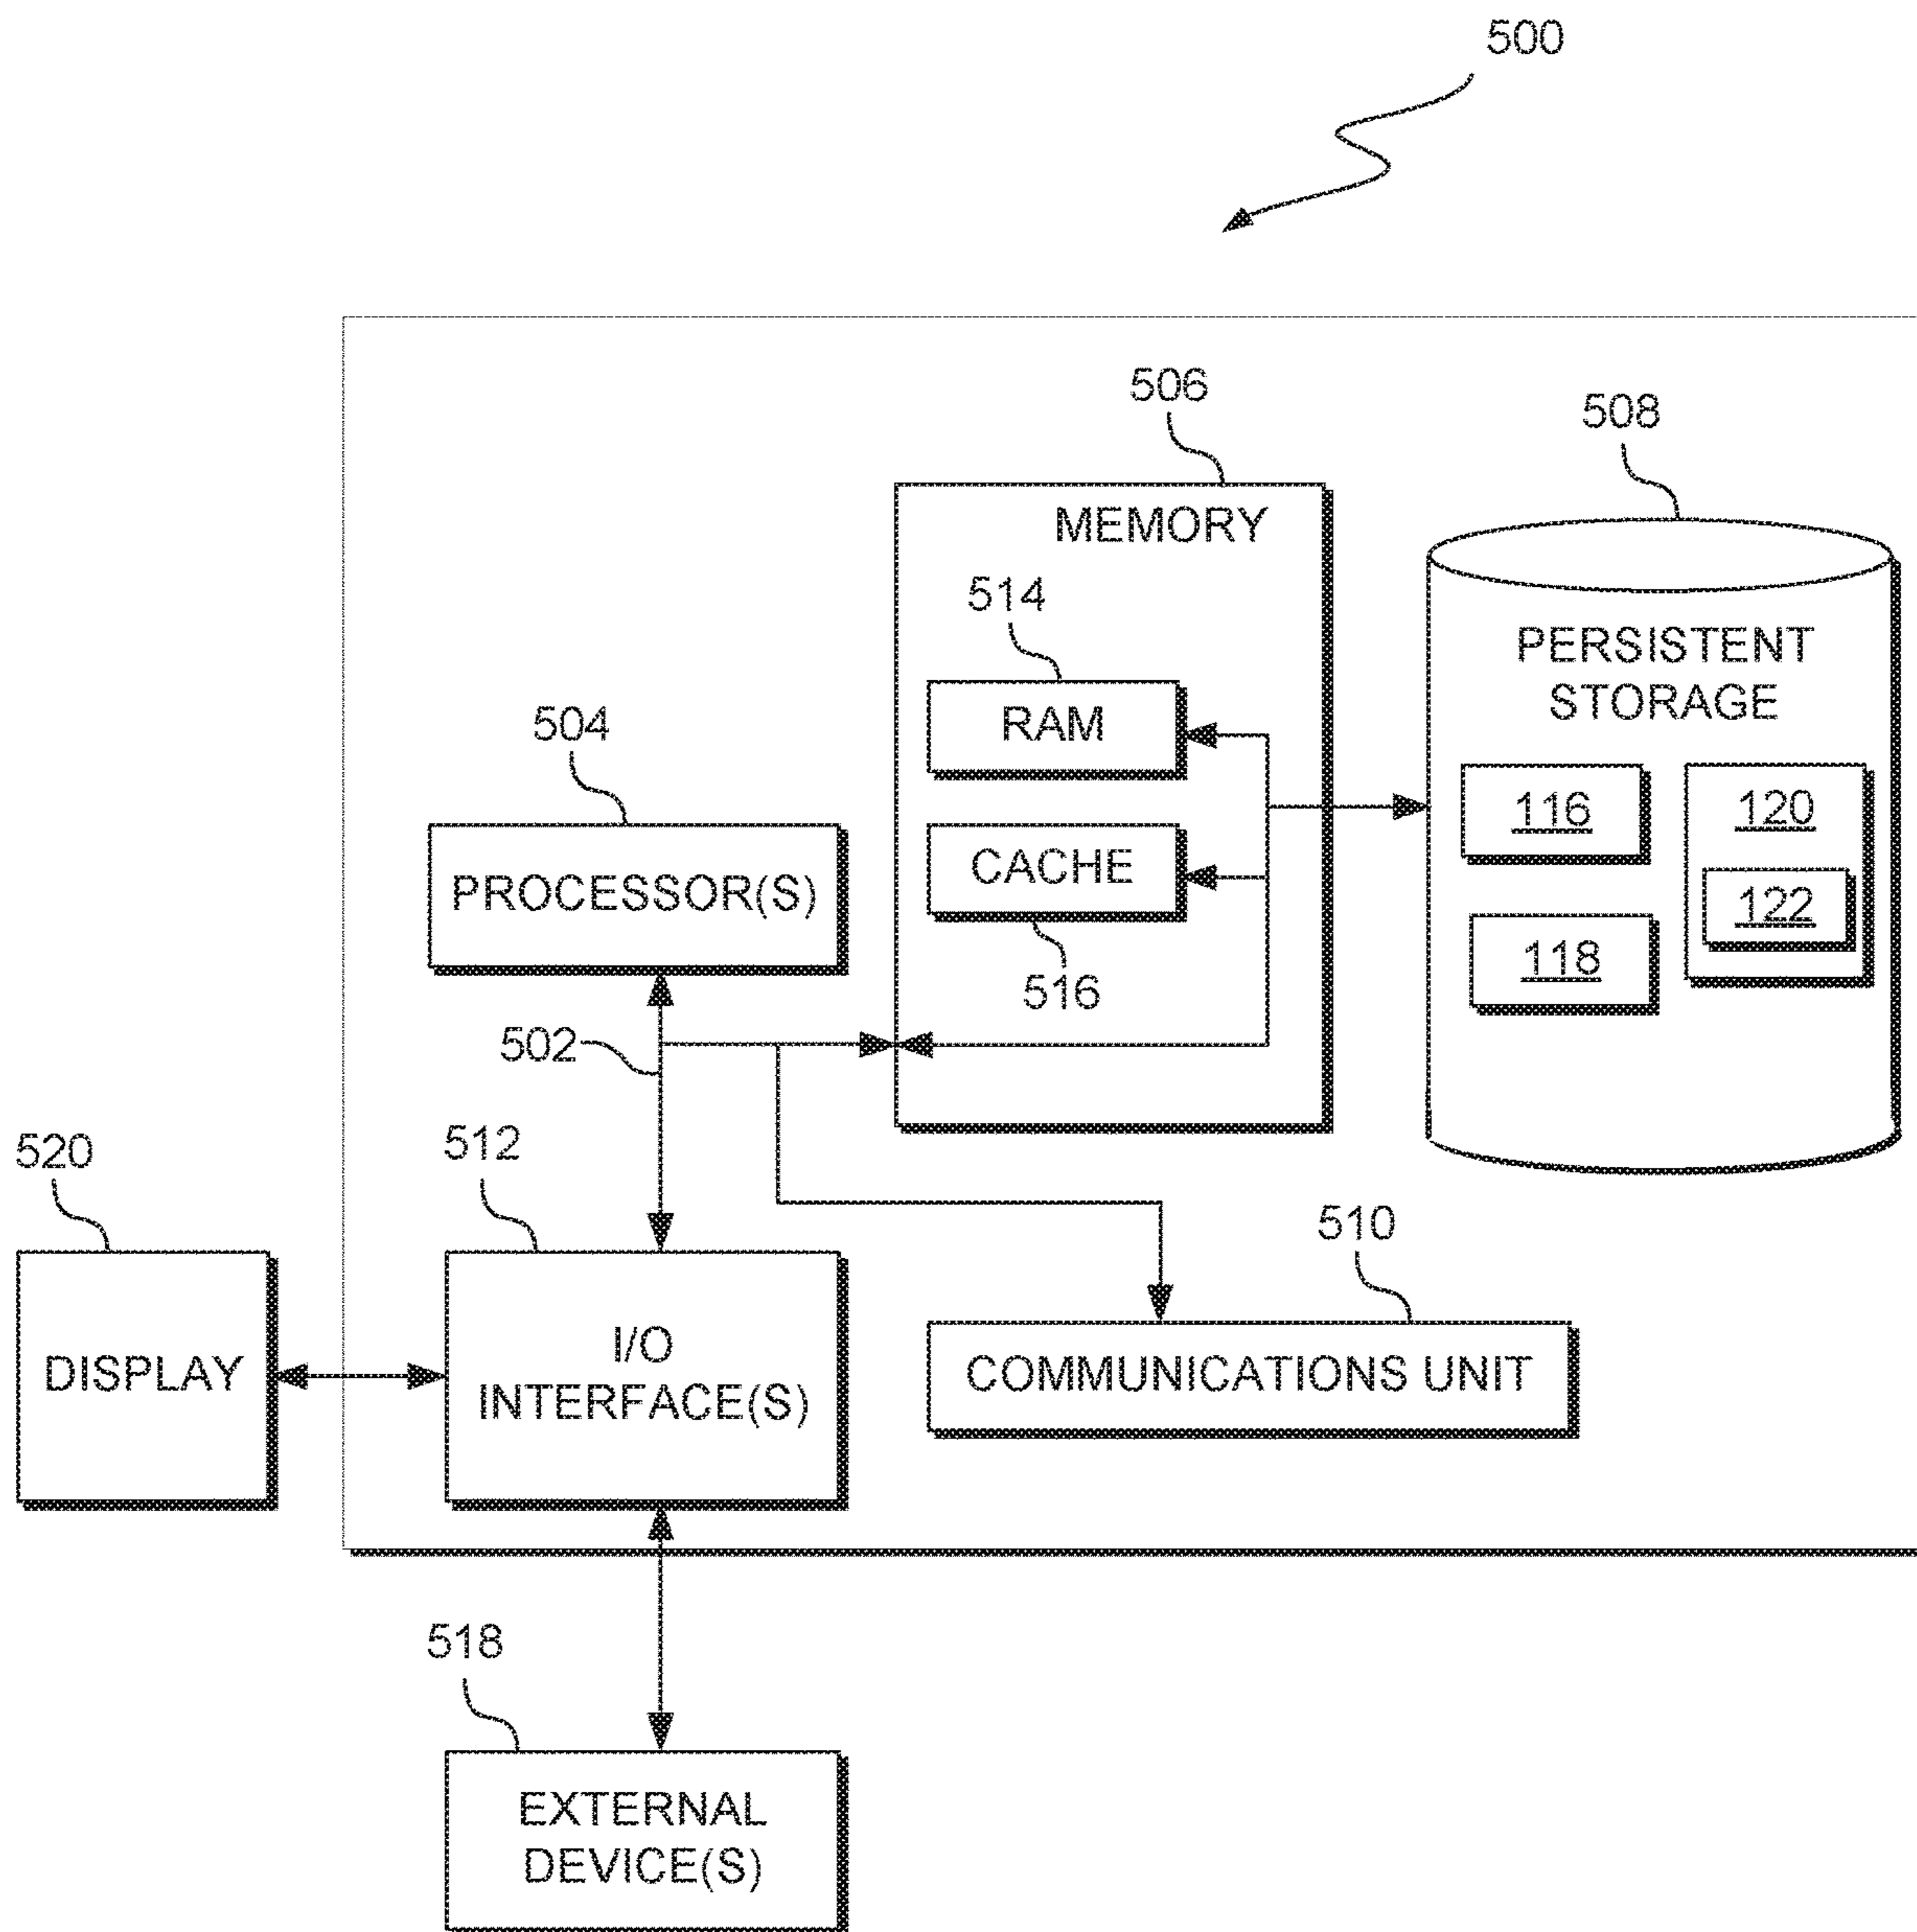 500
506
508
MEMORY
514
PERSISTENT
STORAGE
RAM
504
116
120
CACHE
PROCESSOR(S)
122
118
516
502
520
512
510
I/O
INTERFACE(S)
DISPLAY
COMMUNICATIONS UNIT
518
EXTERNAL
DEVICE(S)